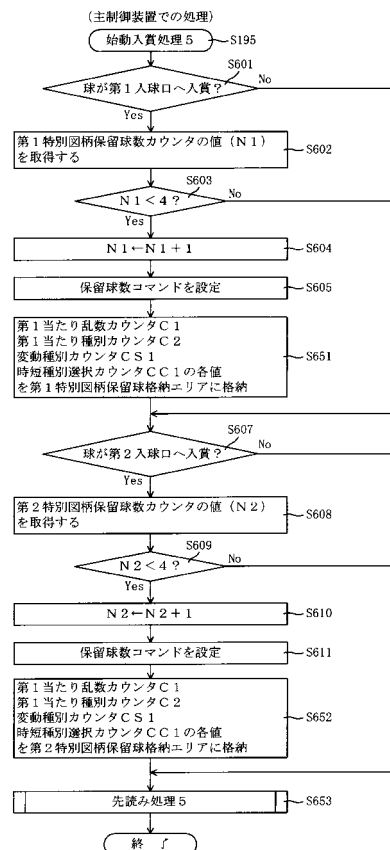 (主制御装置での処理)
始動入賞処理5
S195
S601
球が第1入球口へ入賞?
No
Yes
第1特別図柄保留球数カウンタの値(N1)
を取得する
S602
S603
N1<4?
No
Yes
N1←N1+1
S604
保留球数コマンドを設定
S605
第1当たり乱数カウンタC1
第1当たり種別カウンタC2
変動種別カウンタCS1
時短種別選択カウンタCC1の各値
を第1特別図柄保留球格納エリアに格納
S651
S607
球が第2入球口へ入賞?
No
Yes
第2特別図柄保留球数カウンタの値(N2)
を取得する
S608
S609
N2<4?
No
Yes
N2←N2+1
S610
保留球数コマンドを設定
S611
第1当たり乱数カウンタC1
第1当たり種別カウンタC2
変動種別カウンタCS1
時短種別選択カウンタCC1の各値
を第2特別図柄保留球格納エリアに格納
S652
先読み処理5
S653
終 了